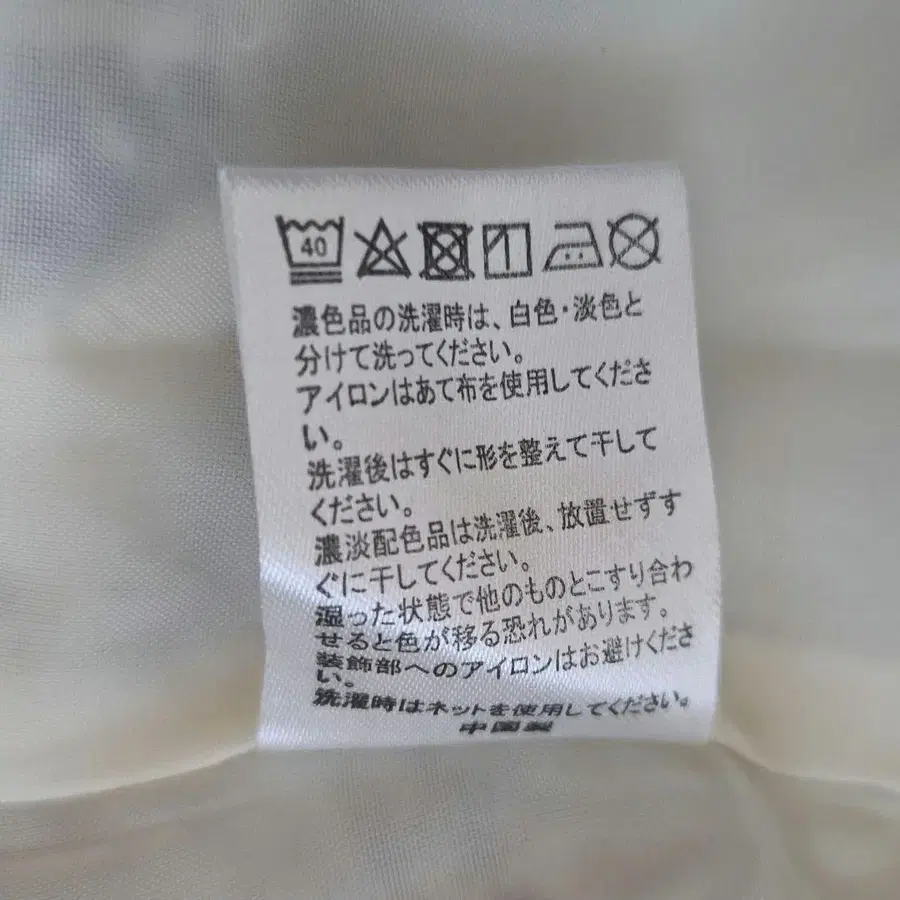 40
濃色品の洗濯時は、白色・淡色と
分けて洗ってください。
アイロンはあて布を使用してくださ
い。
洗濯後はすぐに形を整えて干して
ください。
濃淡配色品は洗濯後、放置せずす
ぐに干してください。
湿った状態で他のものとこすり合わ
せると色が移る恐れがあります。
装飾部へのアイロンはお避けくださ
い。
洗濯時はネットを使用してください。
中国製